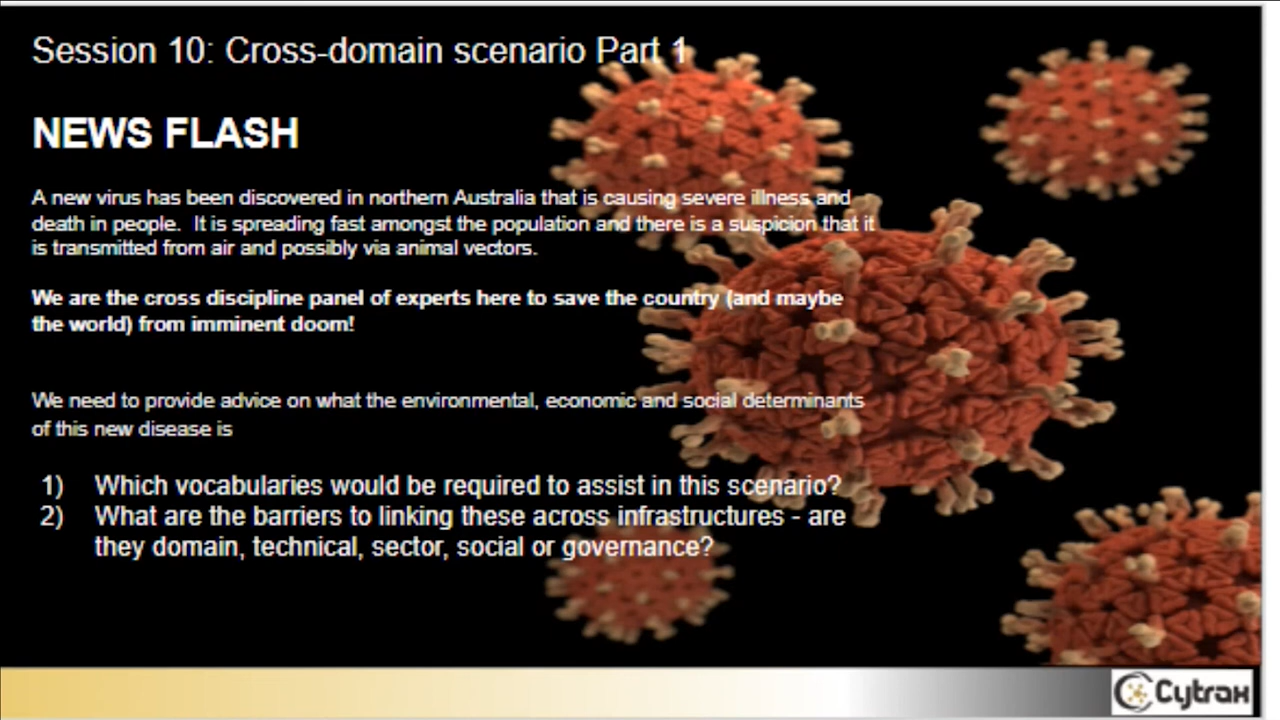 Session 10: Cross-domain scenario Part 1
NEWS FLASH
A new virus has been discovered in northern Australia that is causing severe illness and
death in people.  It is spreading fast amongst the population and there is a suspicion that it
is transmitted from air and possibly via animal vectors.
We are the cross discipline panel of experts here to save the country (and maybe
the world) from imminent doom!
We need to provide advice on what the environmental, economic and social determinants
of this new disease is
1) Which vocabularies would be required to assist in this scenario?
2) What are the barriers to linking these across infrastructures - are
they domain, technical, sector, social or governance?
Cytrax